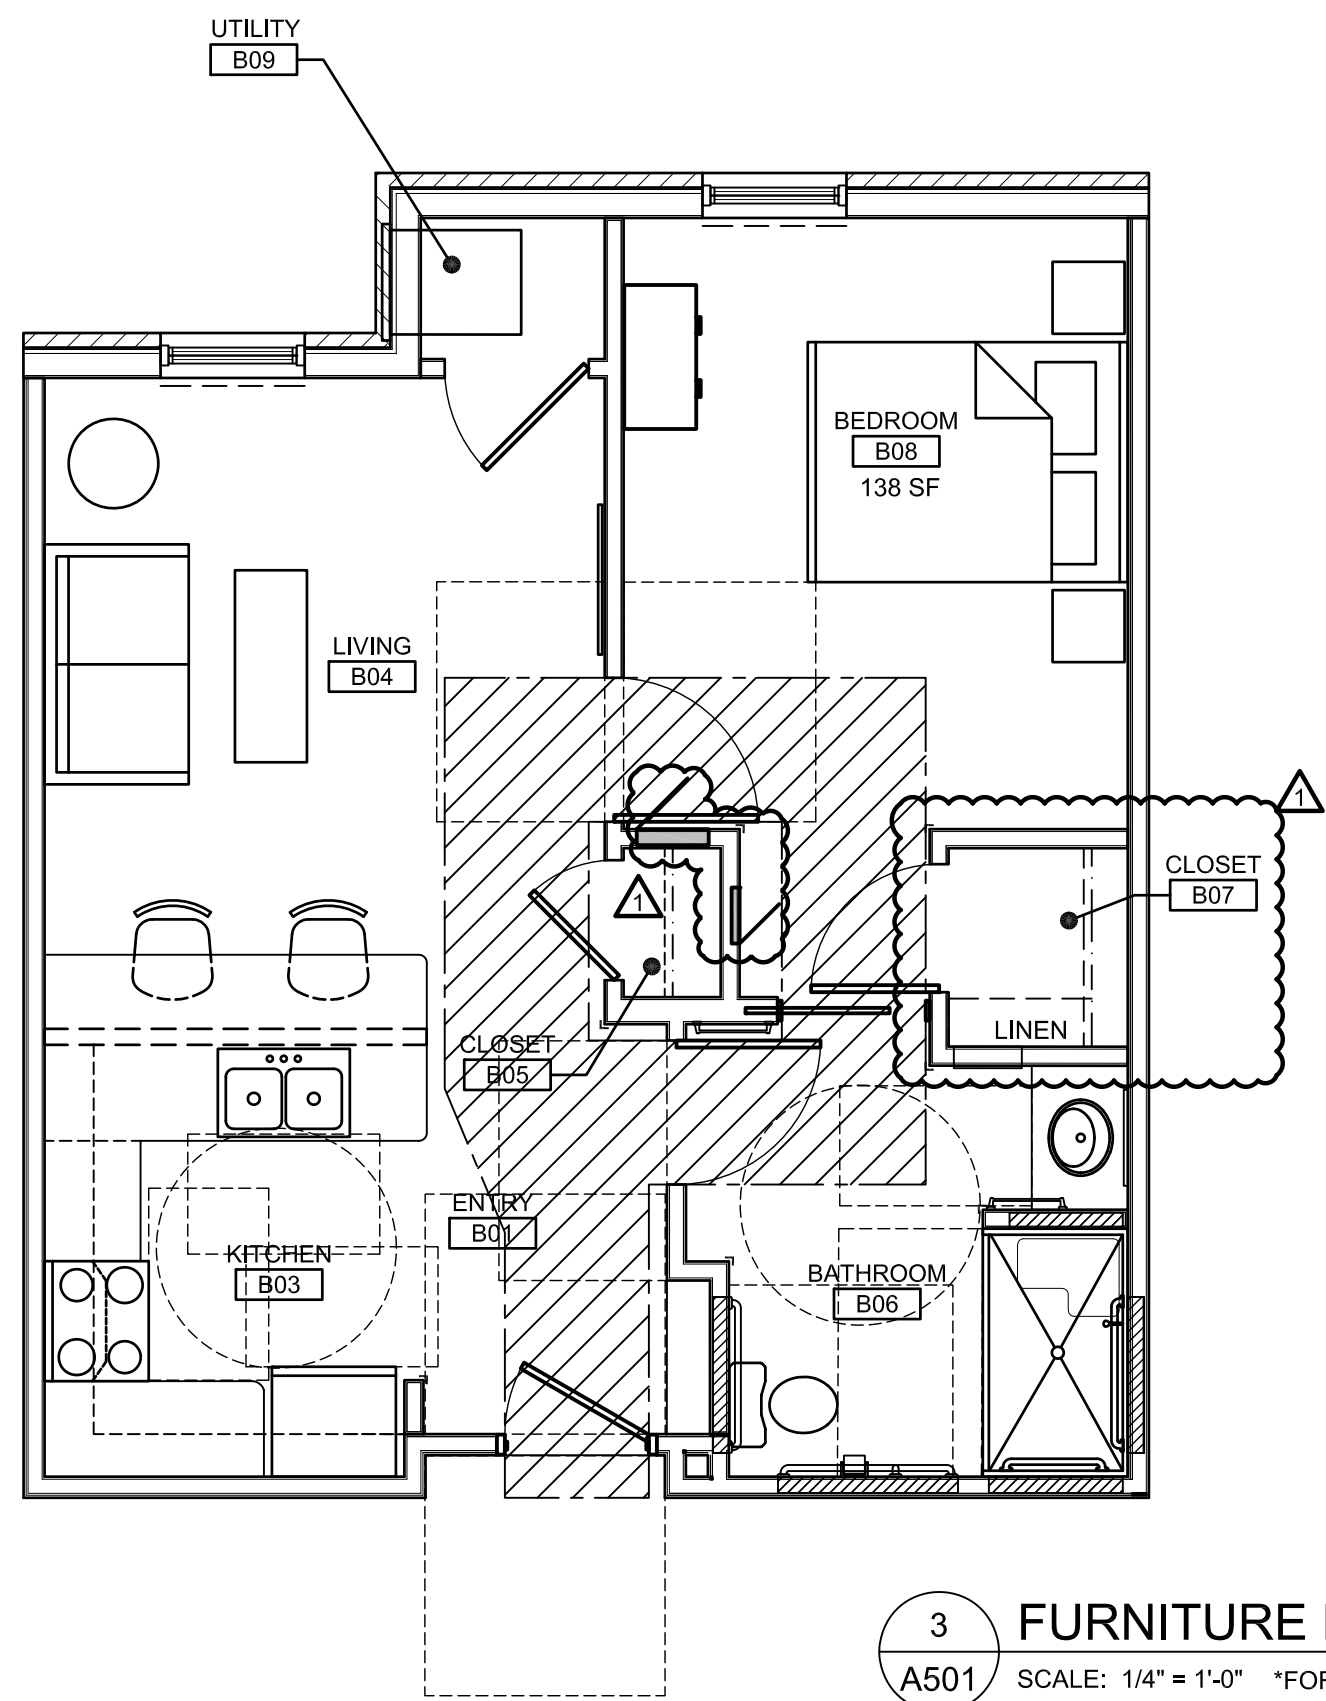 UTILITY
B09
BEDROOM
B08
138 SF
LIVING
B04
1
CLOSET
B07
1
LINEN
CLOSET
B05
ENTRY
B01
KITCHEN
B03
BATHROOM
B06
3
A501
FURNITURE
SCALE: 1/4" = 1'-0" *FOR